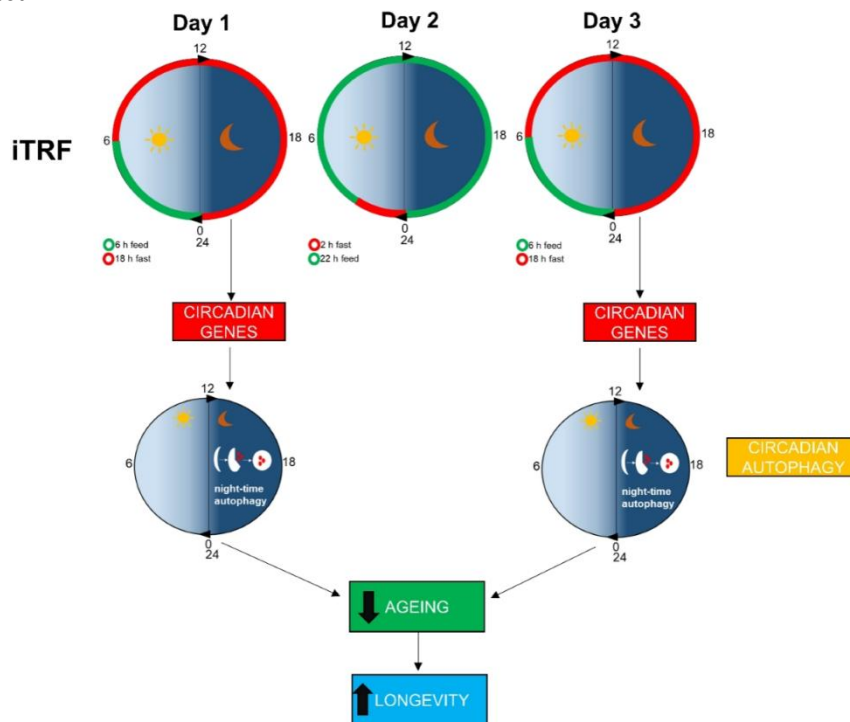 Day 1
Day 2
Day 3
iTRF
12
6
18
0
24
6 h feed
18 h fast
12
6
18
0
24
2 h fast
22 h feed
12
6
18
0
24
6 h feed
18 h fast
CIRCADIAN
GENES
CIRCADIAN
GENES
12
6
18
night-time
autophagy
0
24
12
6
18
night-time
autophagy
0
24
CIRCADIAN
AUTOPHAGY
AGEING
LONGEVITY